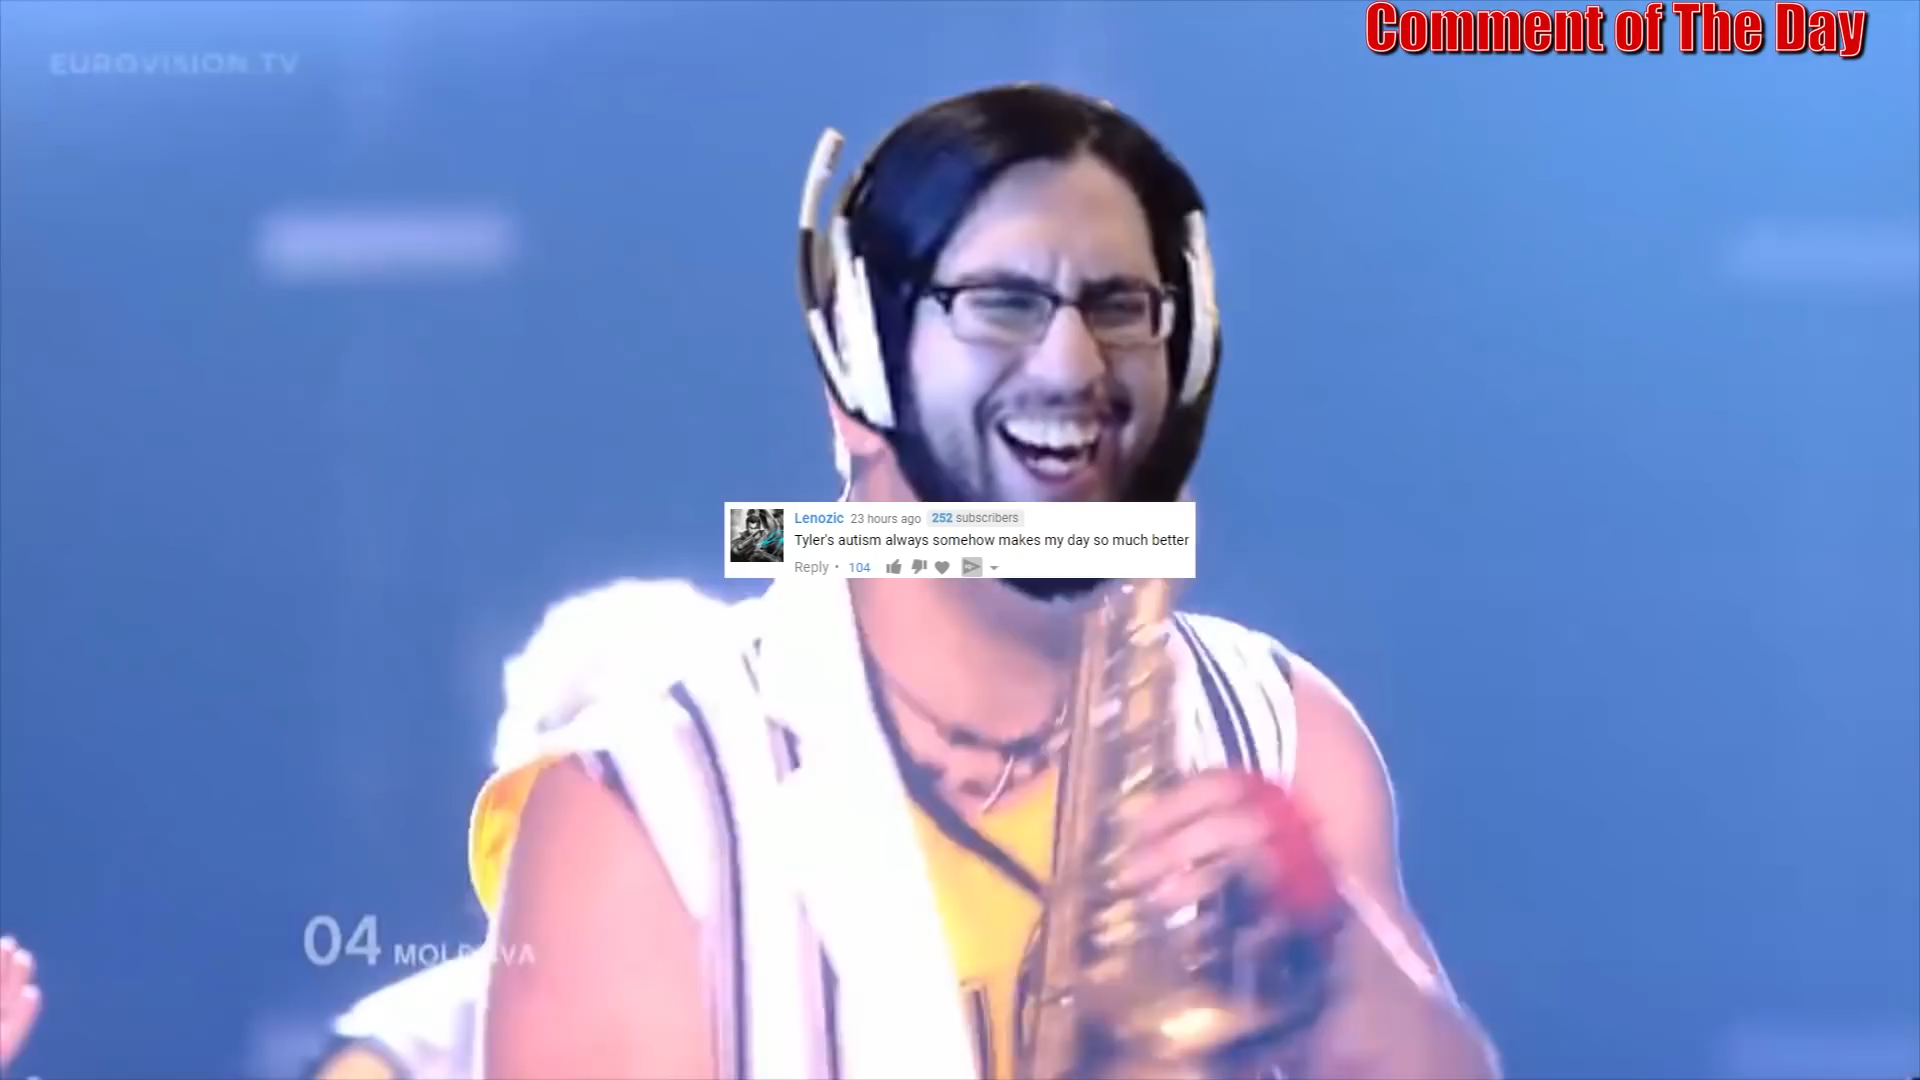 Comment of The Day
EUROVISION.TV
Lenozic 23 hours ago 252 subscribers
Tyler's autism always somehow makes my day so much better
Reply • 104
04 MOLDOVA